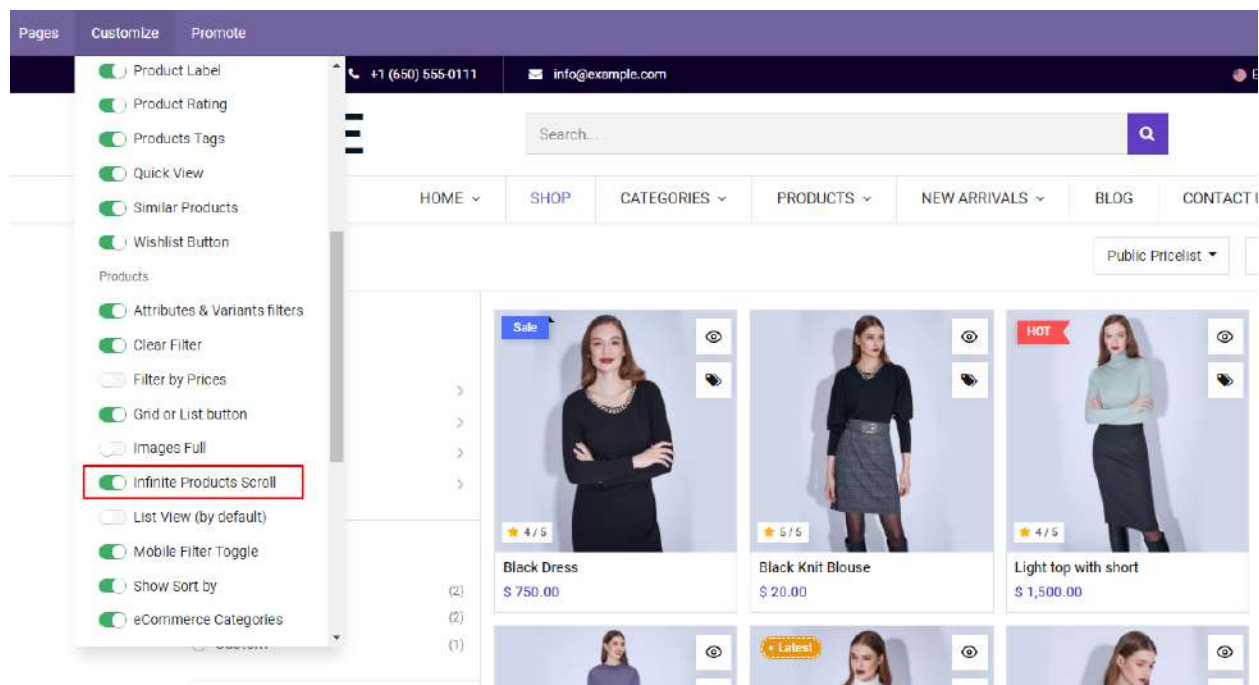 Pages Customize Promote
Product Label
+1 (650) 555-0111 info@example.com
Product Rating
Products Tags
Search...
Quick View
Similar Products
HOME SHOP CATEGORIES PRODUCTS NEW ARRIVALS BLOG CONTACT
Wishlist Button
Public Pricelist
Products
Attributes & Variants filters
Sale
HOT
Clear Filter
Filter by Prices
Grid or List button
Images Full
Infinite Products Scroll
List View (by default)
4/5
5/5
4/5
Mobile Filter Toggle
Black Dress
Black Knit Blouse
Light top with short
Show Sort by
(2)
$ 750.00
$ 20.00
$ 1,500.00
eCommerce Categories
(2)
Custom
(1)
Latest